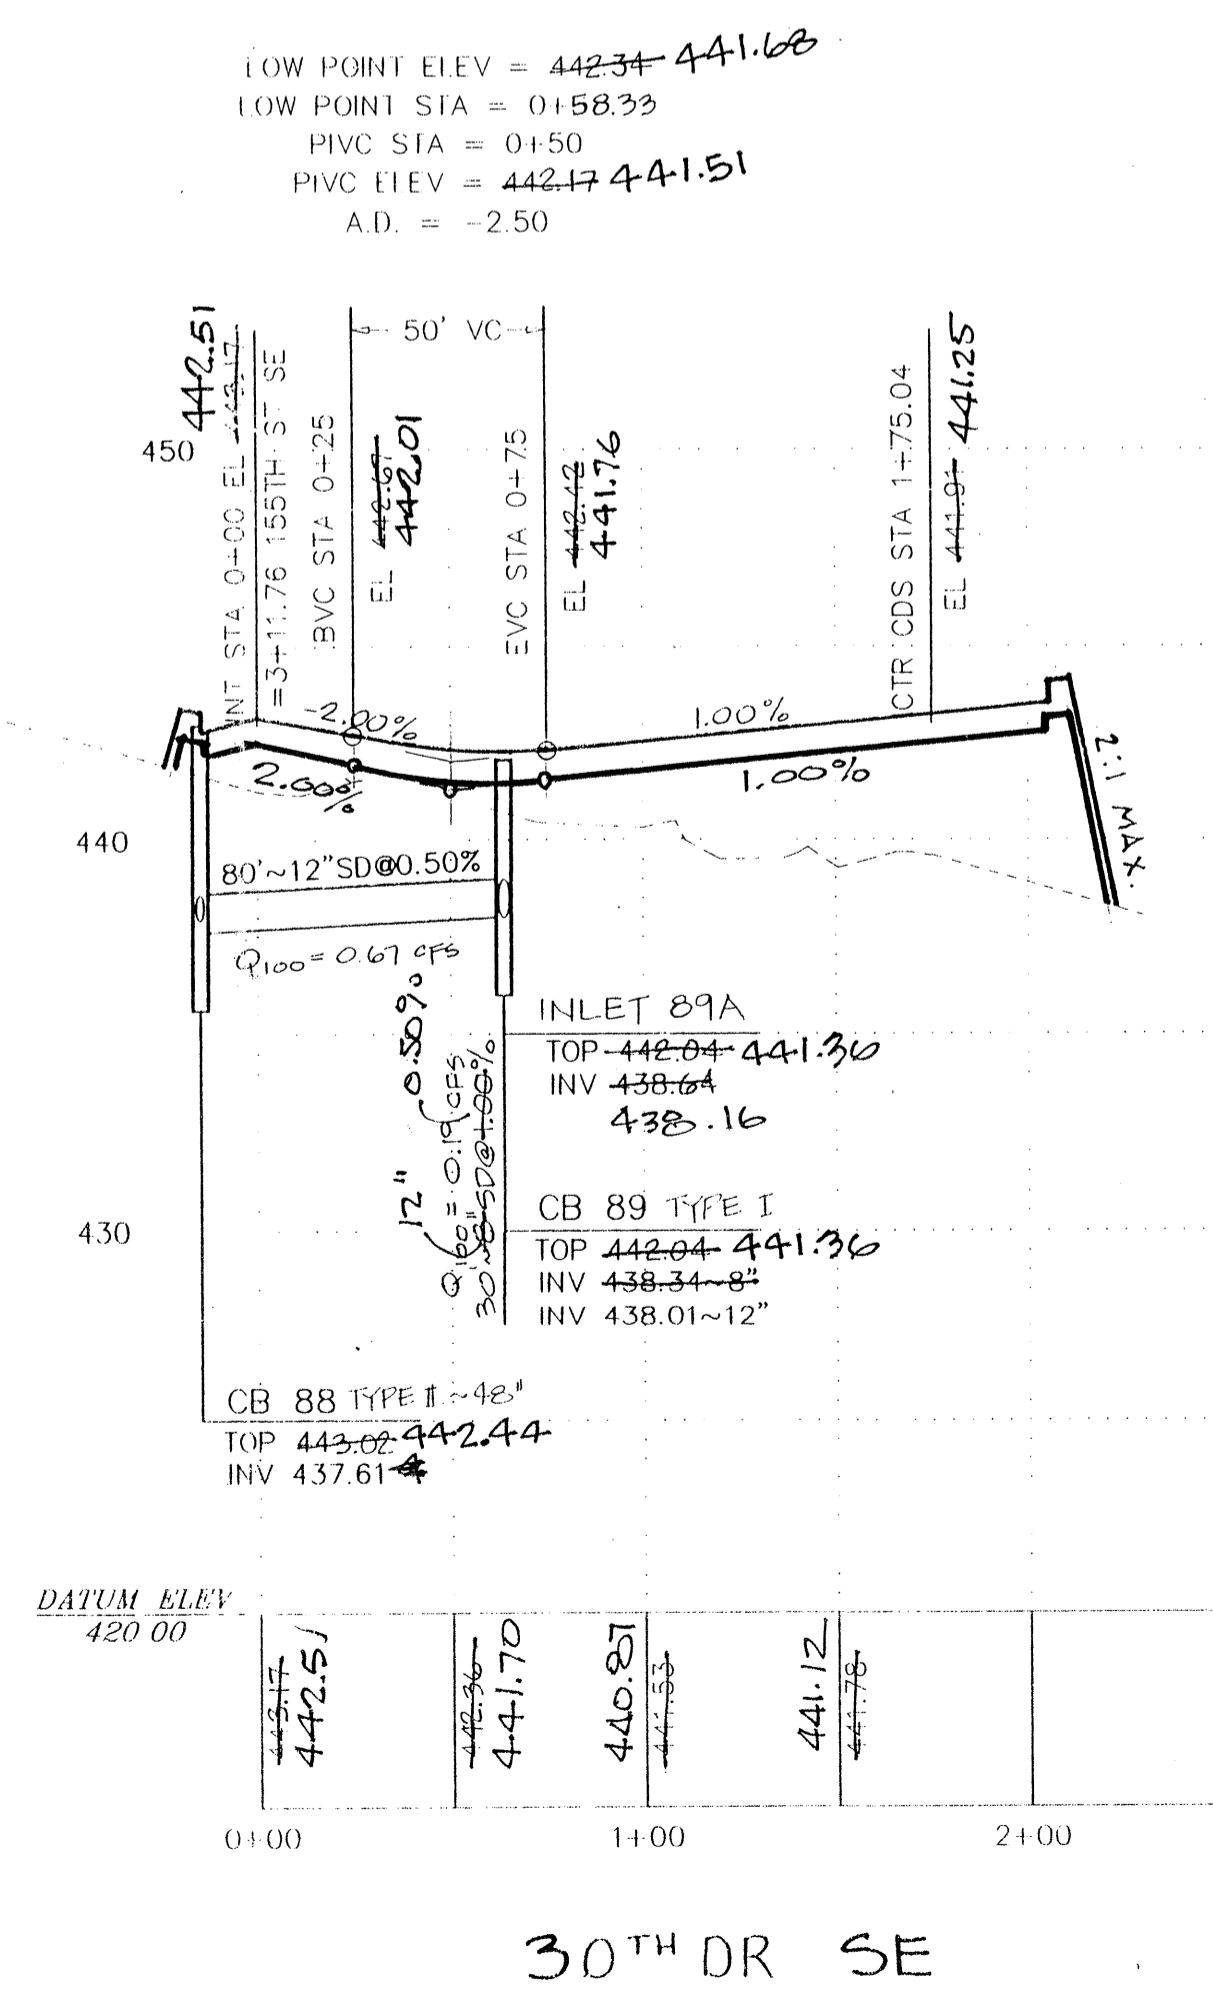 LOW POINT ELEV = 442.34 441.68
LOW POINT STA = 0+58.33
PIVC STA = 0+50
PIVC ELEV = 442.17 441.51
A.D. = -2.50
442.51
INT STA 0+00 EL 443.17
=3+11.76 155TH ST SE
BVC STA 0+25
EL 442.67
442.01
50' VC
EVC STA 0+75
EL 442.42
441.76
CTR CDS STA 1+75.04
EL 441.91 441.25
450
-2.00%
1.00%
2.00%
1.00%
2:1 MAX.
440
80'~12"SD@0.50%
Q100 = 0.67 CFS
12" 0.50%
Q100 = 0.19 CFS
30'~8"SD@1.00%
INLET 89A
TOP 442.04 441.36
INV 438.64
438.16
430
CB 89 TYPE I
TOP 442.04 441.36
INV 438.34~8"
INV 438.01~12"
CB 88 TYPE II ~48"
TOP 443.02 442.44
INV 437.61
DATUM ELEV
420 00
443.17
442.51
442.36
441.70
440.87
441.53
441.12
441.78
0+00
1+00
2+00
30TH DR SE